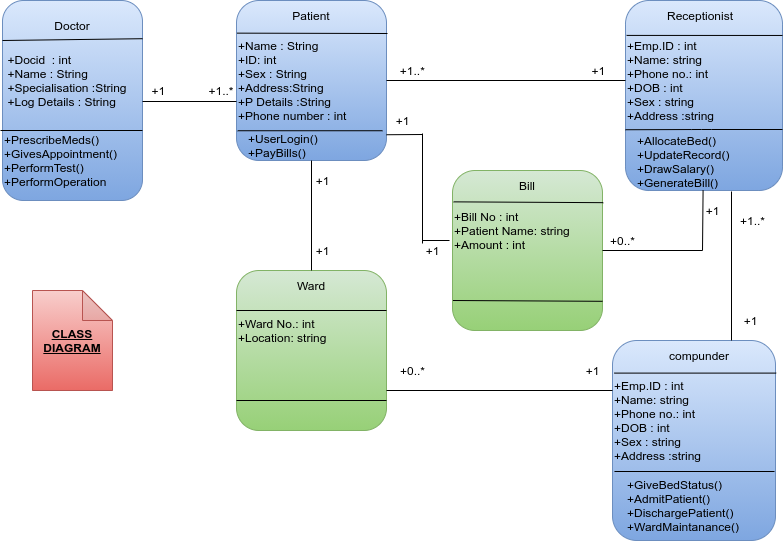 Doctor
+Docid : int
+Name : String
+Specialisation :String
+Log Details : String
+PrescribeMeds()
+GivesAppointment()
+PerformTest()
+PerformOperation
+1
+1..*
Patient
+Name : String
+ID: int
+Sex : String
+Address:String
+P Details :String
+Phone number : int
+UserLogin()
+PayBills()
+1..*
+1
Receptionist
+Emp.ID : int
+Name: string
+Phone no.: int
+DOB : int
+Sex : string
+Address :string
+AllocateBed()
+UpdateRecord()
+DrawSalary()
+GenerateBill()
+1
+1
Bill
+Bill No : int
+Patient Name: string
+Amount : int
+0..*
+1
+1..*
+1
+1
+1
Ward
+Ward No.: int
+Location: string
+0..*
+1
compunder
+Emp.ID : int
+Name: string
+Phone no.: int
+DOB : int
+Sex : string
+Address :string
+GiveBedStatus()
+AdmitPatient()
+DischargePatient()
+WardMaintanance()
CLASS
DIAGRAM